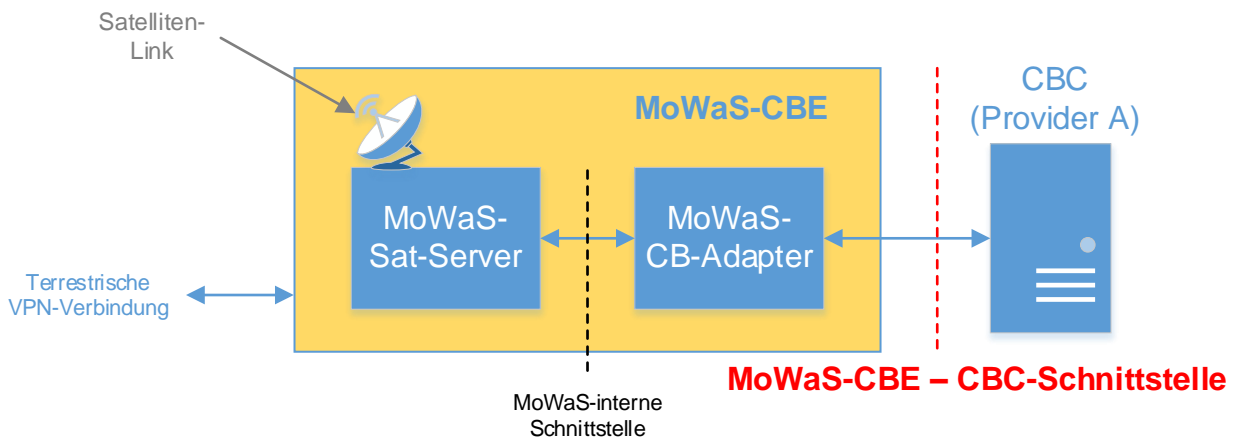 Satelliten-
Link
MoWaS-CBE
CBC
(Provider A)
MoWaS-
Sat-Server
MoWaS-
CB-Adapter
Terrestrische
VPN-Verbindung
MoWaS-CBE – CBC-Schnittstelle
MoWaS-interne
Schnittstelle